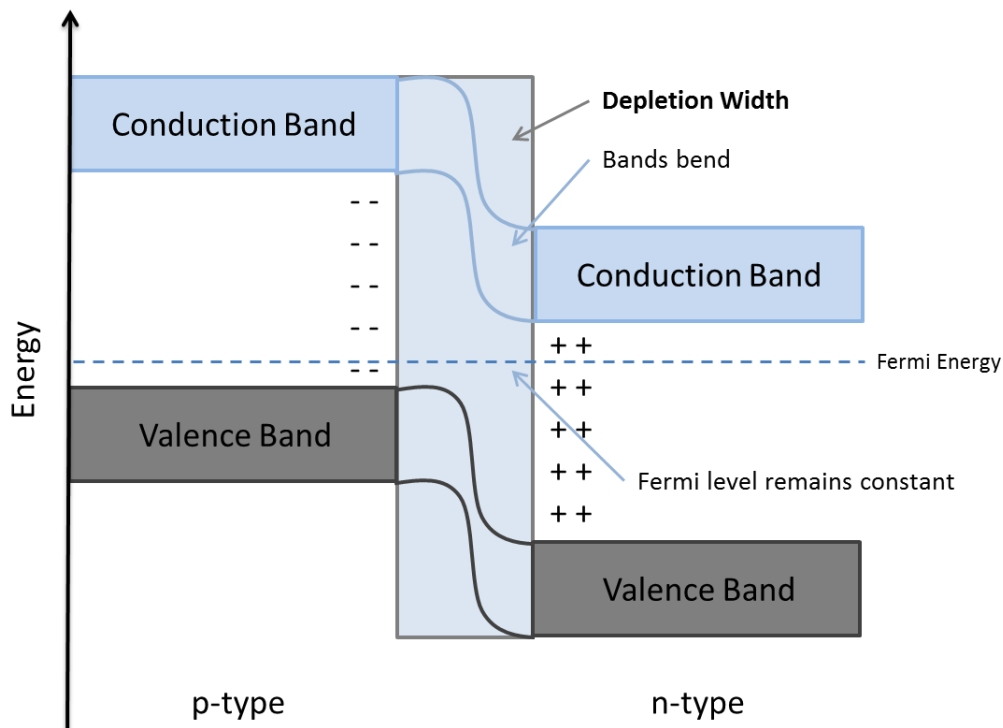 Conduction Band
Depletion Width
Bands bend
- -
- -
Conduction Band
- -
- -
+ +
Fermi Energy
- -
+ +
Energy
Valence Band
+ +
+ +
Fermi level remains constant
+ +
Valence Band
p-type
n-type